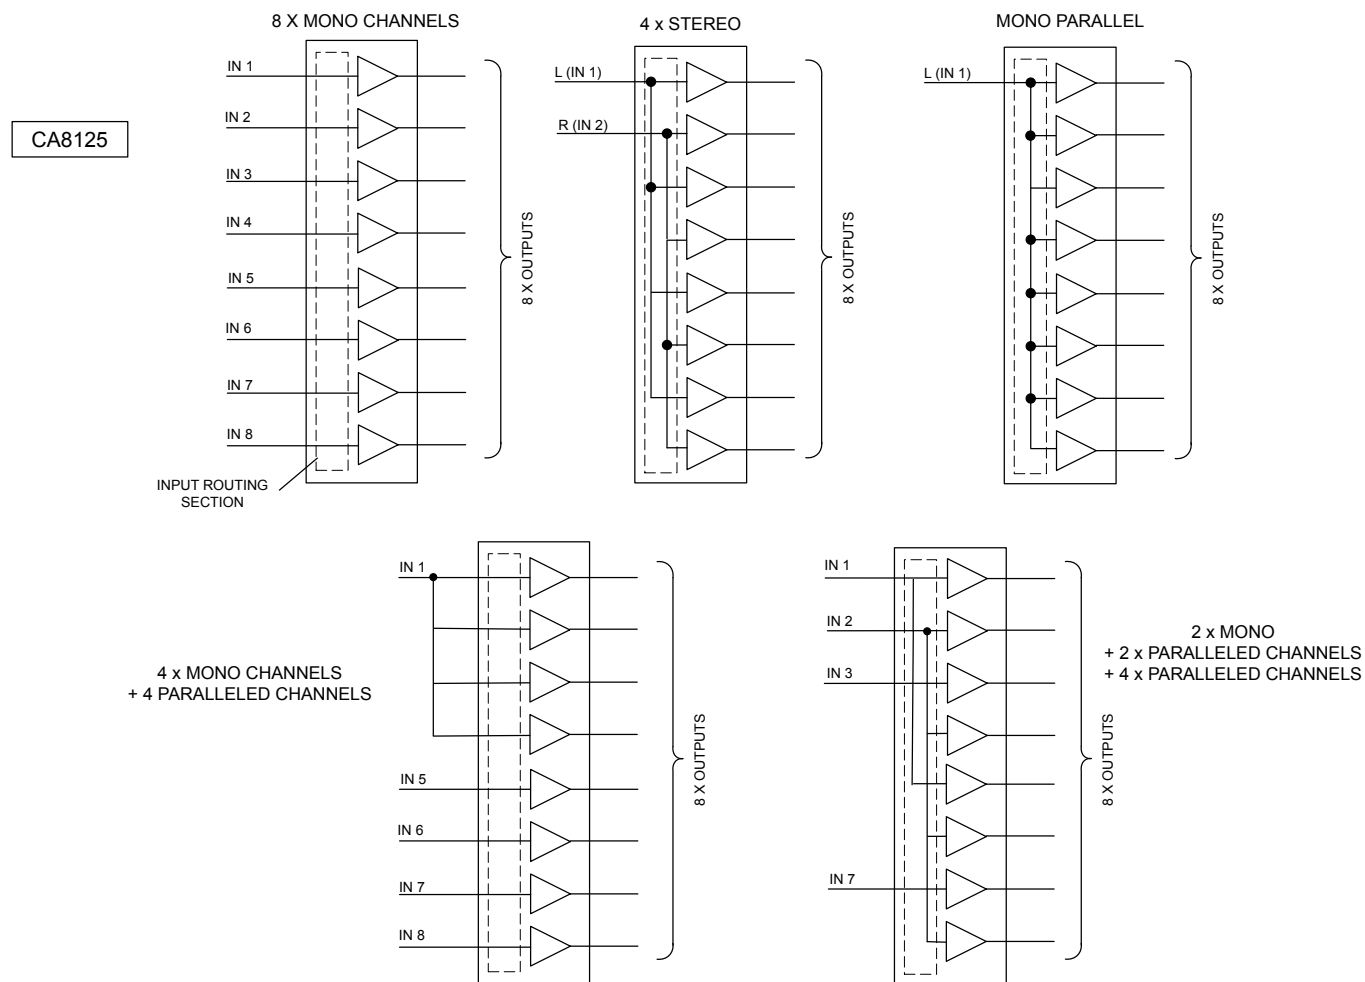 8 X MONO CHANNELS
4 x STEREO
MONO PARALLEL
CA8125
IN 1
IN 2
IN 3
IN 4
IN 5
IN 6
IN 7
IN 8
INPUT ROUTING
SECTION
8 X OUTPUTS
L (IN 1)
R (IN 2)
8 X OUTPUTS
L (IN 1)
8 X OUTPUTS
4 x MONO CHANNELS
+ 4 PARALLELED CHANNELS
IN 1
IN 5
IN 6
IN 7
IN 8
8 X OUTPUTS
IN 1
IN 2
IN 3
IN 7
8 X OUTPUTS
2 x MONO
+ 2 x PARALLELED CHANNELS
+ 4 x PARALLELED CHANNELS